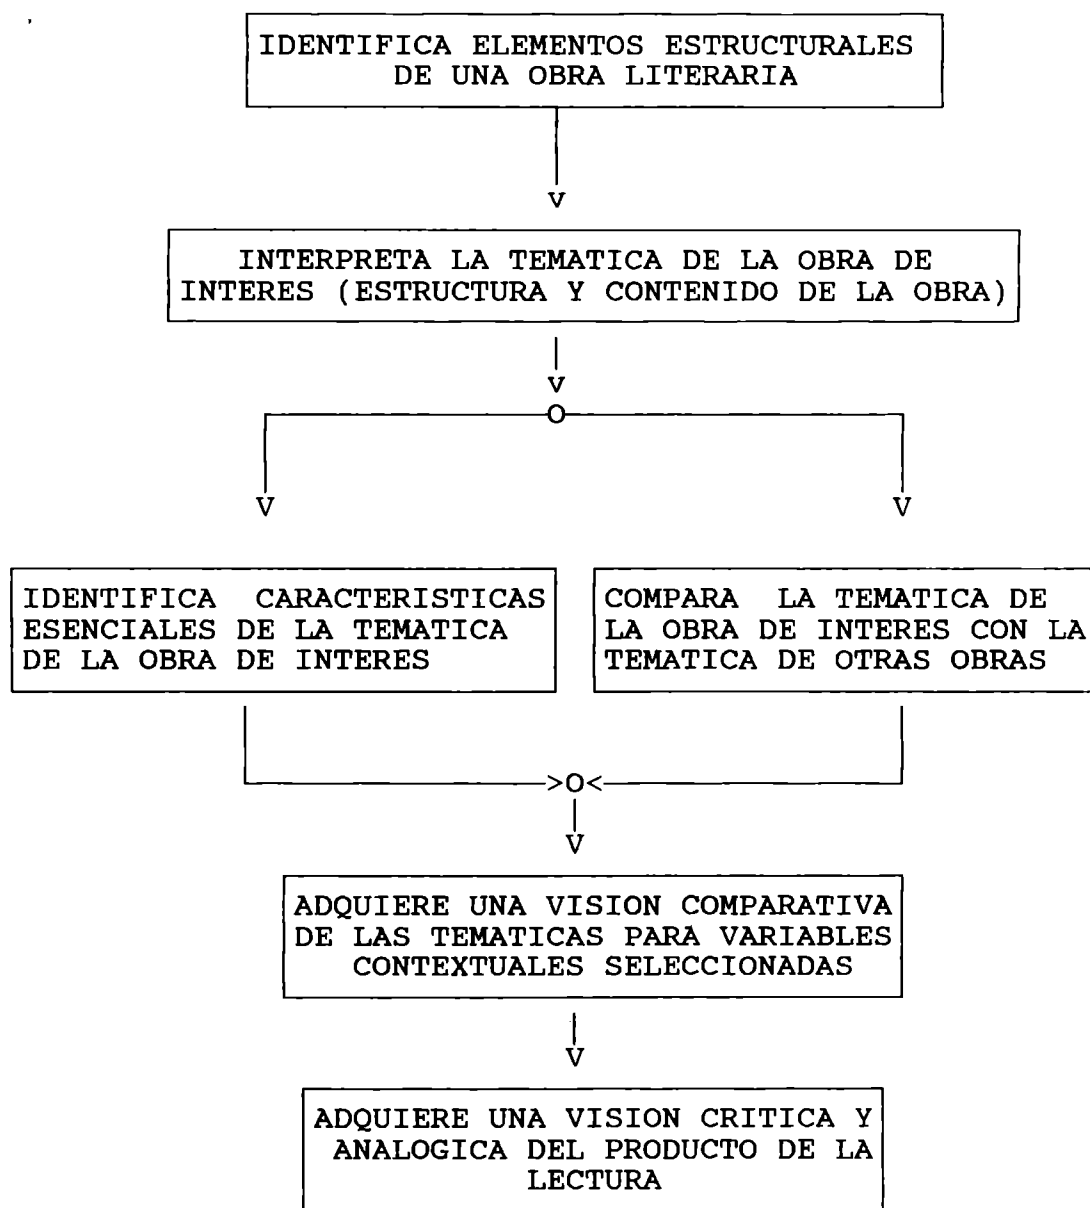 IDENTIFICA ELEMENTOS ESTRUCTURALES
DE UNA OBRA LITERARIA
V
INTERPRETA LA TEMATICA DE LA OBRA DE
INTERES (ESTRUCTURA Y CONTENIDO DE LA OBRA)
V
O
V
V
IDENTIFICA CARACTERISTICAS
ESENCIALES DE LA TEMATICA
DE LA OBRA DE INTERES
COMPARA LA TEMATICA DE
LA OBRA DE INTERES CON LA
TEMATICA DE OTRAS OBRAS
>O<
V
ADQUIERE UNA VISION COMPARATIVA
DE LAS TEMATICAS PARA VARIABLES
CONTEXTUALES SELECCIONADAS
V
ADQUIERE UNA VISION CRITICA Y
ANALOGICA DEL PRODUCTO DE LA
LECTURA